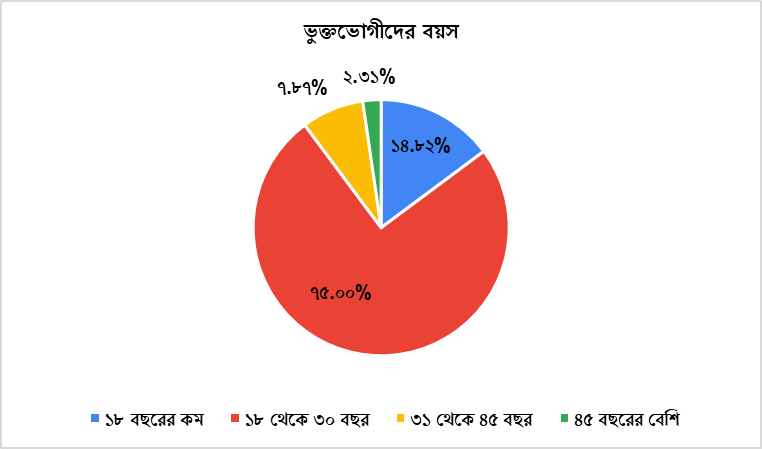 ভুক্তভোগীদের বয়স
২.৩১%
৭.৮৭%
১৪.৮২%
৭৫.০০%
১৮ বছরের কম ১৮ থেকে ৩০ বছর ৩১ থেকে ৪৫ বছর ৪৫ বছরের বেশি